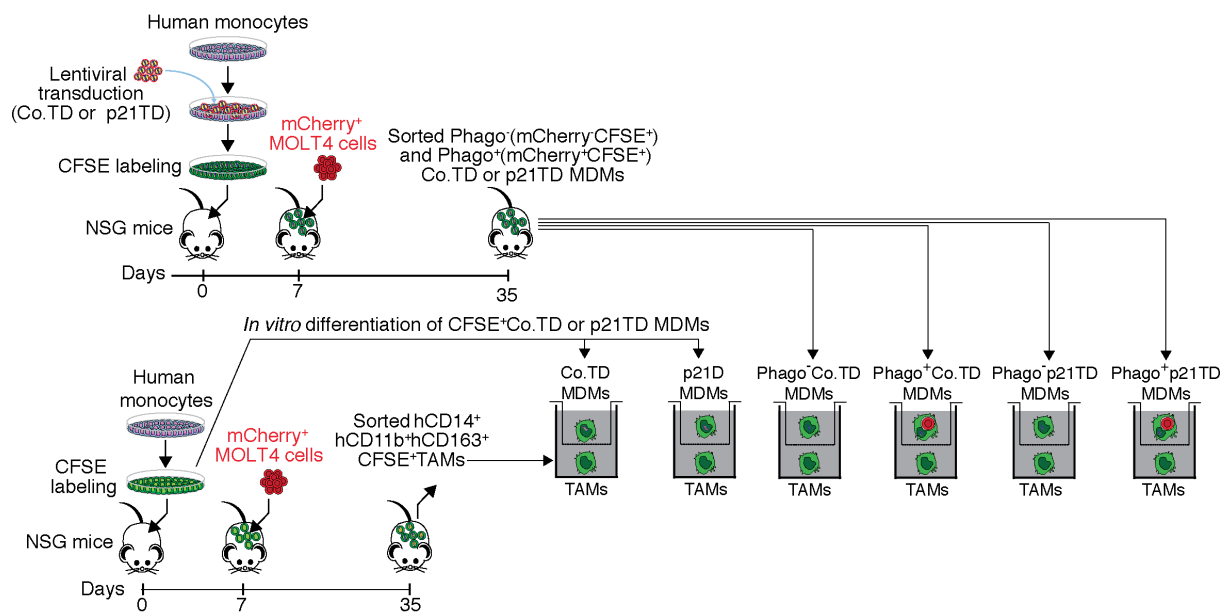 Human monocytes
Lentiviral
transduction
(Co.TD or p21TD)
mCherry⁺
MOLT4 cells
CFSE labeling
Sorted Phago⁻(mCherry⁻CFSE⁺)
and Phago⁺(mCherry⁺CFSE⁺)
Co.TD or p21TD MDMs
NSG mice
Days
0
7
35
In vitro differentiation of CFSE⁺Co.TD or p21TD MDMs
Human
monocytes
CFSE
labeling
mCherry⁺
MOLT4 cells
Sorted hCD14⁺
hCD11b⁺hCD163⁺
CFSE⁺TAMs
NSG mice
Days
0
7
35
Co.TD
MDMs
TAMs
p21D
MDMs
TAMs
Phago⁻Co.TD
MDMs
TAMs
Phago⁺Co.TD
MDMs
TAMs
Phago⁻p21TD
MDMs
TAMs
Phago⁺p21TD
MDMs
TAMs